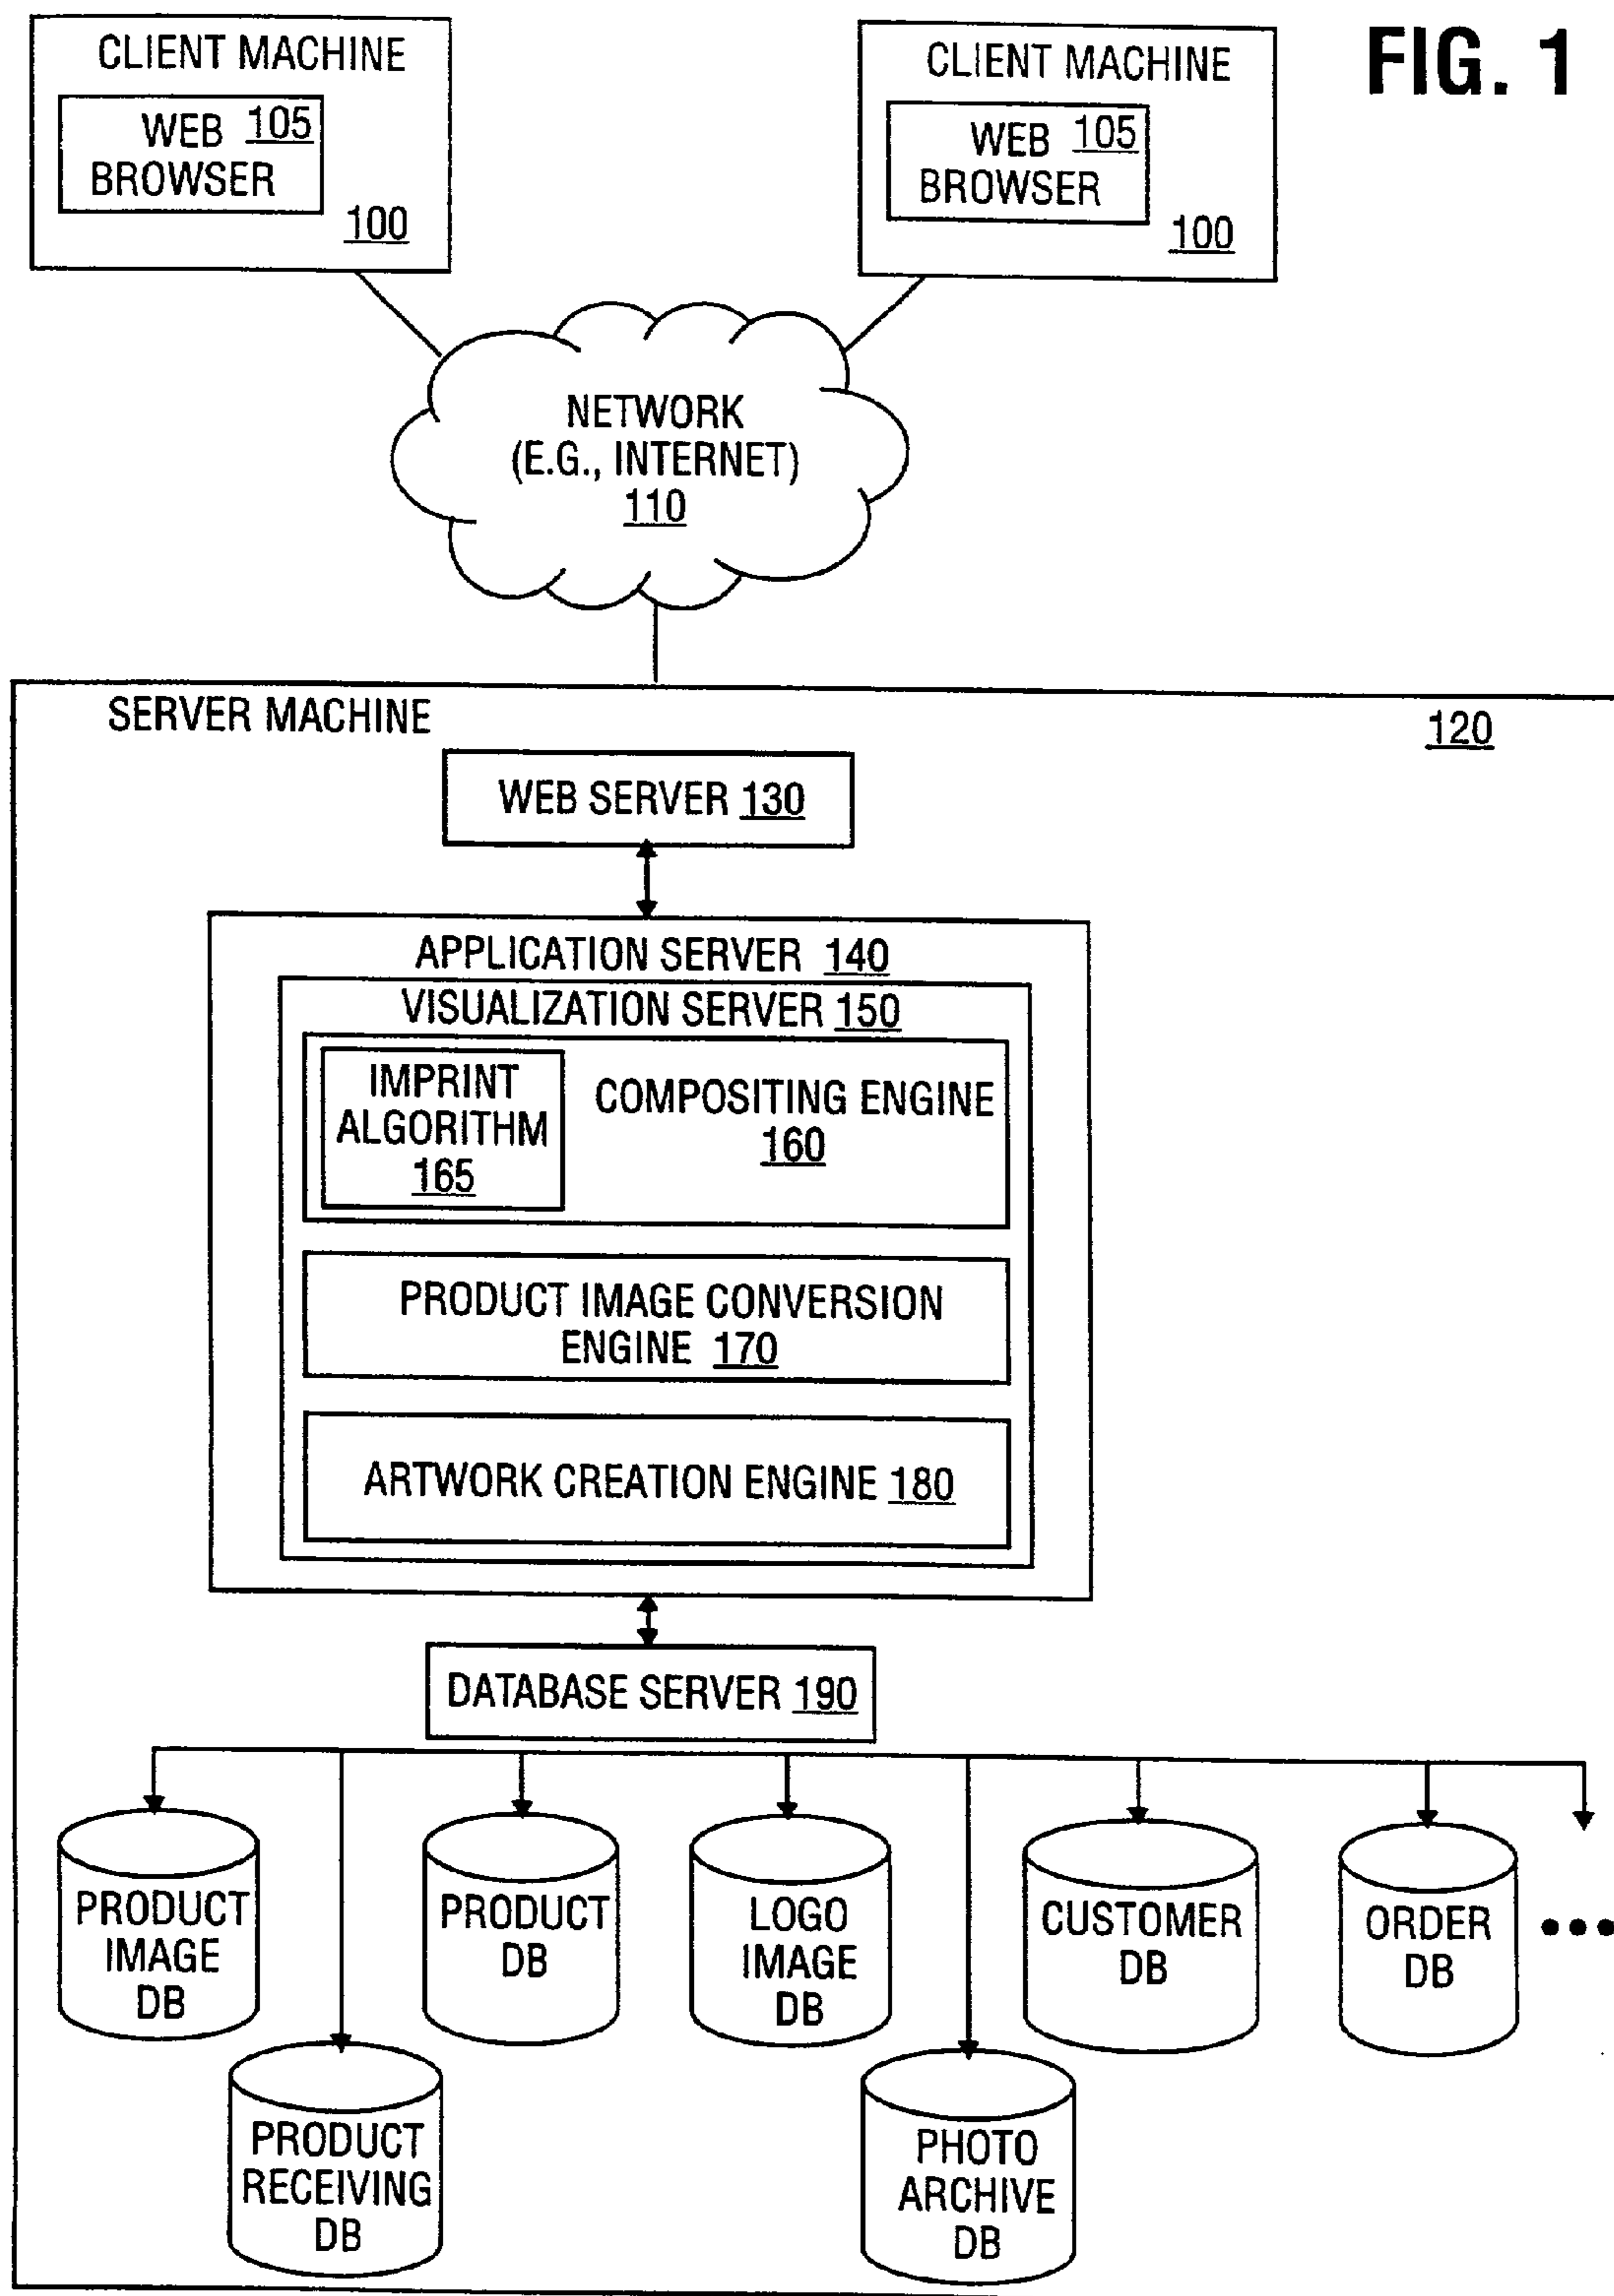 FIG. 1
CLIENT MACHINE
WEB 105
BROWSER
100
CLIENT MACHINE
WEB 105
BROWSER
100
NETWORK
(E.G., INTERNET)
110
SERVER MACHINE
120
WEB SERVER 130
APPLICATION SERVER 140
VISUALIZATION SERVER 150
IMPRINT
ALGORITHM
165
COMPOSITING ENGINE
160
PRODUCT IMAGE CONVERSION
ENGINE 170
ARTWORK CREATION ENGINE 180
DATABASE SERVER 190
PRODUCT
IMAGE
DB
PRODUCT
DB
LOGO
IMAGE
DB
CUSTOMER
DB
ORDER
DB
PRODUCT
RECEIVING
DB
PHOTO
ARCHIVE
DB